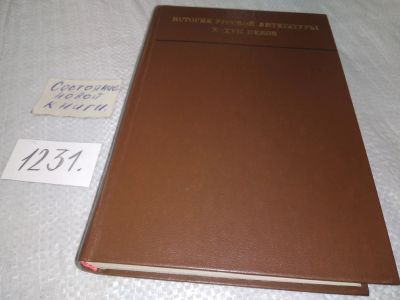 ИСТОРИЯ РУССКОЙ ЛИТЕРАТУРЫ
X–XVII ВЕКОВ
Состояние
новой
книги.
1231.